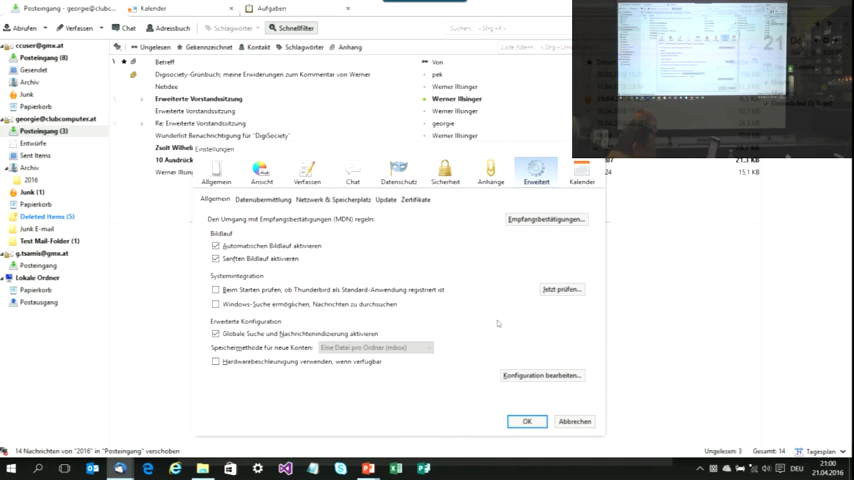 Posteingang - georgie@clubc...
Kalender
Aufgaben
Abrufen
Verfassen
Chat
Adressbuch
Schlagwörter
Schnellfilter
Suchen...
Ungelesen
Gekennzeichnet
Kontakt
Schlagwörter
Anhang
ccuser@gmx.at
Posteingang (8)
Gesendet
Archiv
Junk
Papierkorb
georgie@clubcomputer.at
Posteingang (3)
Entwürfe
Sent Items
Archiv
2016
Junk (1)
Papierkorb
Deleted Items (5)
Junk E-mail
Test Mail-Folder (1)
g.tsamis@gmx.at
Posteingang
Lokale Ordner
Papierkorb
Postausgang
Betreff Von
Digisociety-Grünbuch; meine Erwiderungen zum Kommentar von Werner pek
Netidee Werner Illsinger
Erweiterte Vorstandssitzung Werner Illsinger
Erweiterte Vorstandssitzung Werner Illsinger
Re: Erweiterte Vorstandssitzung georgie
Wunderlist Benachrichtigung für "DigiSociety" Werner Illsinger
Zsolt Wilhel
10 Ausdrück 21,3 KB
Werner Illsin 15,1 KB
Einstellungen
Allgemein Ansicht Verfassen Chat Datenschutz Sicherheit Anhänge Erweitert Kalender
Allgemein Datenübermittlung Netzwerk & Speicherplatz Update Zertifikate
Den Umgang mit Empfangsbestätigungen (MDN) regeln: Empfangsbestätigungen...
Bildlauf
Automatischen Bildlauf aktivieren
Sanften Bildlauf aktivieren
Systemintegration
Beim Starten prüfen, ob Thunderbird als Standard-Anwendung registriert ist Jetzt prüfen...
Windows-Suche ermöglichen, Nachrichten zu durchsuchen
Erweiterte Konfiguration
Globale Suche und Nachrichtenindizierung aktivieren
Speichermethode für neue Konten: Eine Datei pro Ordner (mbox)
Hardwarebeschleunigung verwenden, wenn verfügbar
Konfiguration bearbeiten...
OK Abbrechen
14 Nachrichten von "2016" in "Posteingang" verschoben Ungelesen: 3 Gesamt: 14 Tagesplan
DEU
21:00
21.04.2016